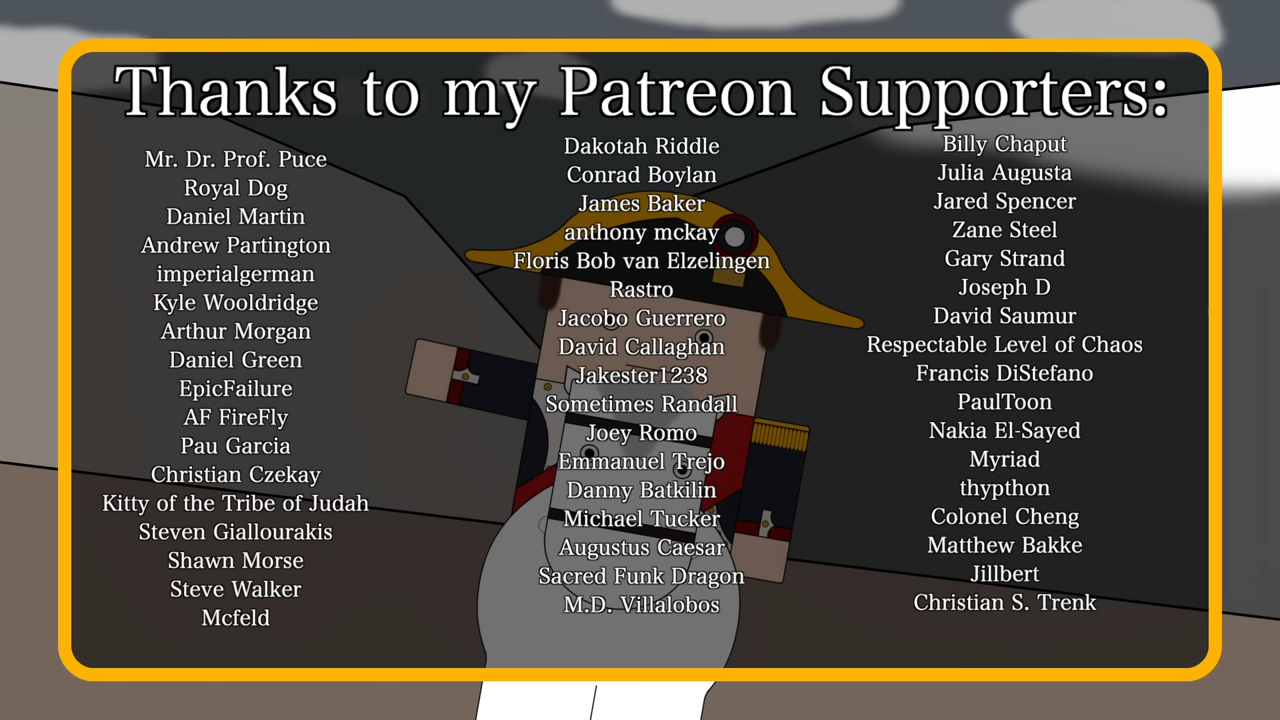 Thanks to my Patreon Supporters:
Mr. Dr. Prof. Puce
Royal Dog
Daniel Martin
Andrew Partington
imperialgerman
Kyle Wooldridge
Arthur Morgan
Daniel Green
EpicFailure
AF FireFly
Pau Garcia
Christian Czekay
Kitty of the Tribe of Judah
Steven Giallourakis
Shawn Morse
Steve Walker
Mcfeld
Dakotah Riddle
Conrad Boylan
James Baker
anthony mckay
Floris Bob van Elzelingen
Rastro
Jacobo Guerrero
David Callaghan
Jakester1238
Sometimes Randall
Joey Romo
Emmanuel Trejo
Danny Batkilin
Michael Tucker
Augustus Caesar
Sacred Funk Dragon
M.D. Villalobos
Billy Chaput
Julia Augusta
Jared Spencer
Zane Steel
Gary Strand
Joseph D
David Saumur
Respectable Level of Chaos
Francis DiStefano
PaulToon
Nakia El-Sayed
Myriad
thypthon
Colonel Cheng
Matthew Bakke
Jillbert
Christian S. Trenk